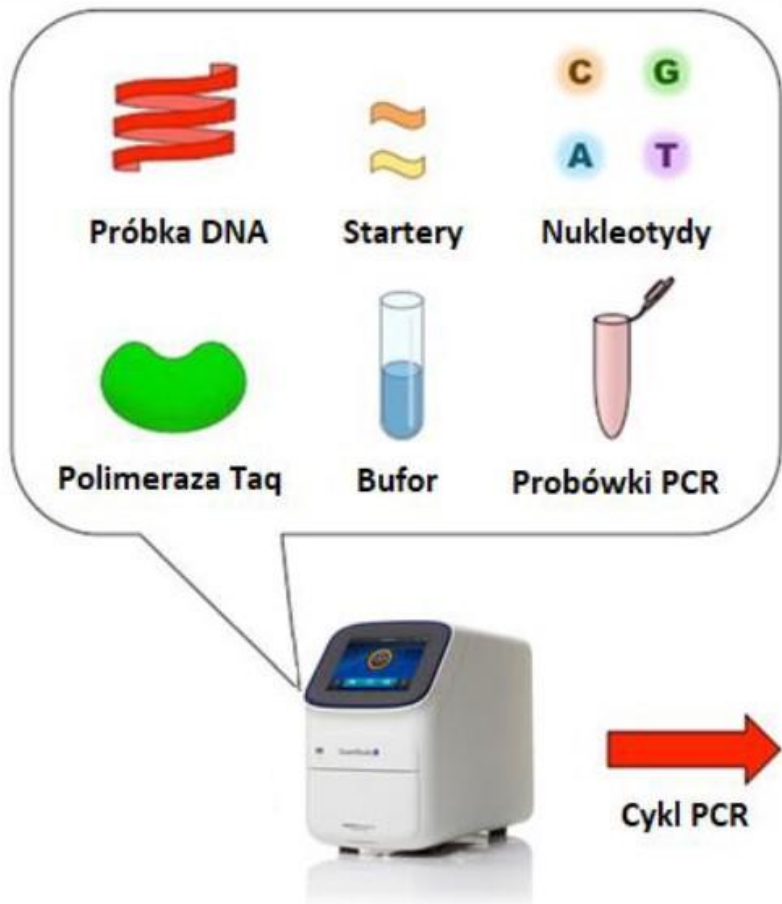 C G
A T
Próbka DNA Startery Nukleotydy
Polimeraza Taq Bufor Probówki PCR
Cykl PCR